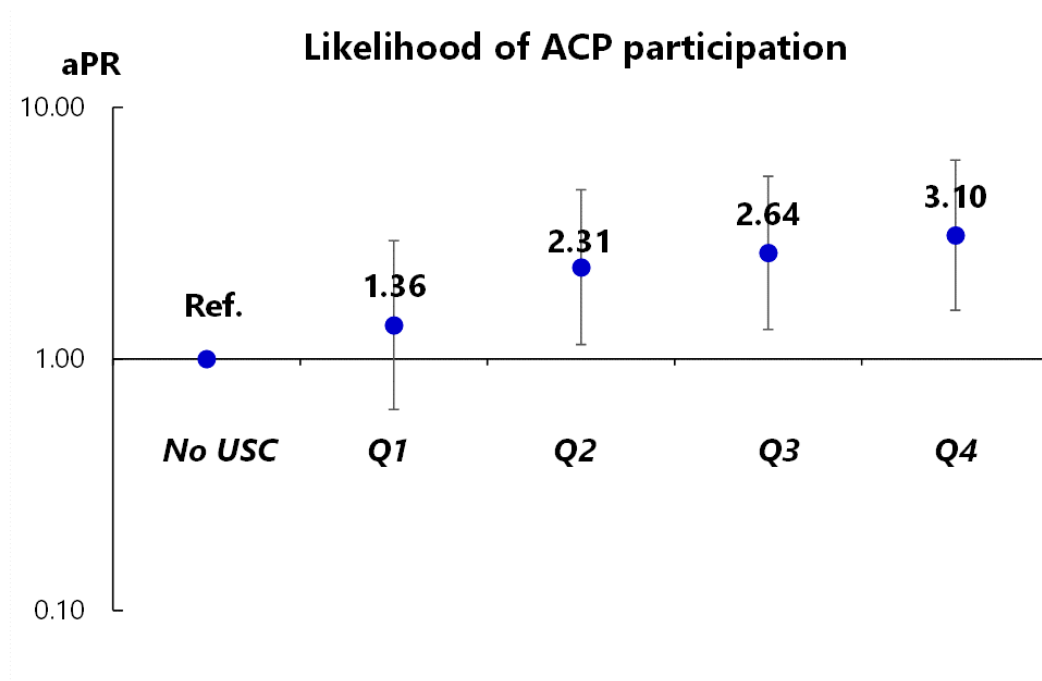 Likelihood of ACP participation
aPR
10.00
3.10
2.64
2.31
1.36
Ref.
1.00
No USC Q1 Q2 Q3 Q4
0.10